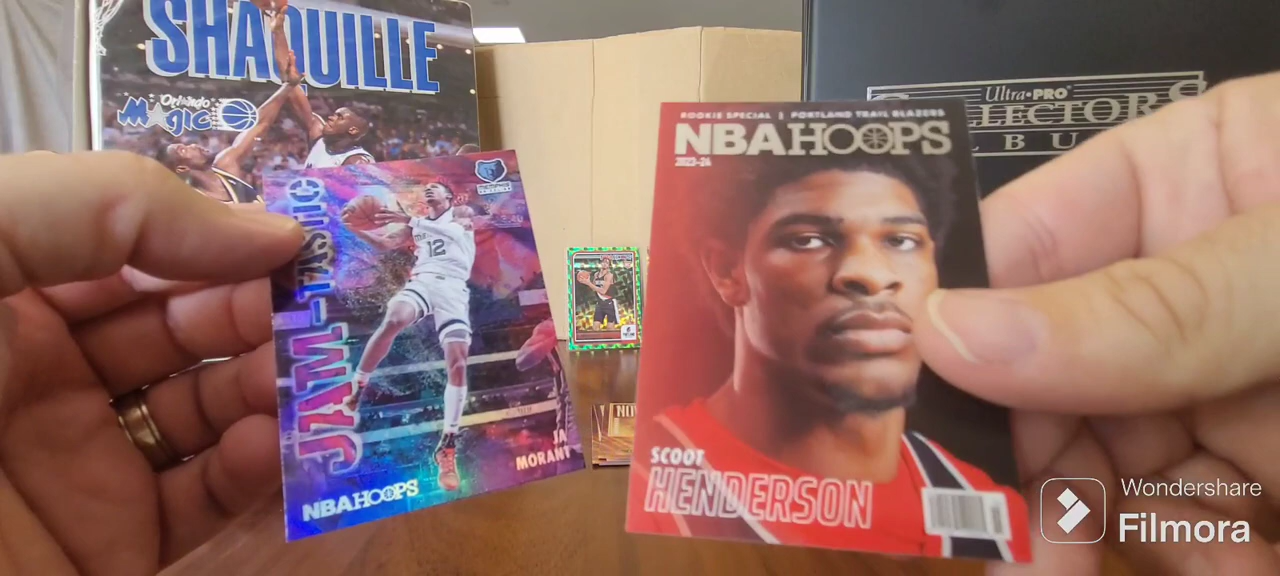 SHAQUILLE
Orlando
Magic
Ultra•PRO®
COLLECTORS
JAM-TASTIC
12
JA
MORANT
NBA HOOPS
ROOKIE SPECIAL | PORTLAND TRAIL BLAZERS
NBA HOOPS
2023-24
SCOOT
HENDERSON
NOW
Wondershare
Filmora